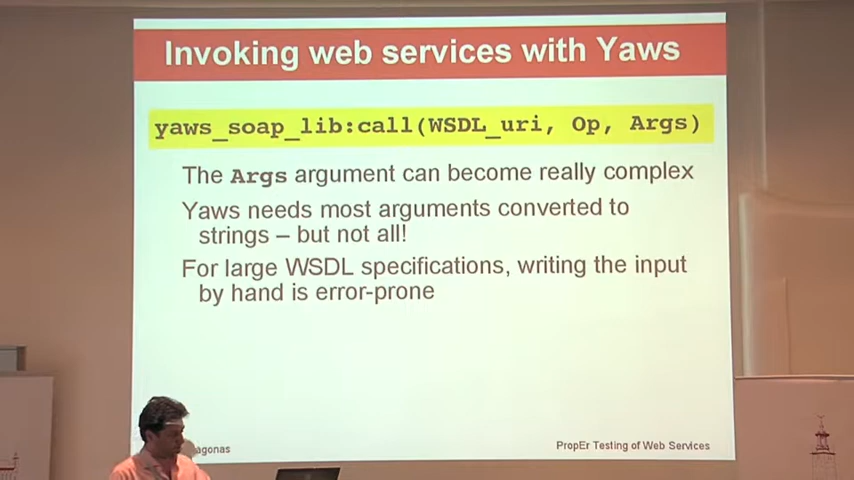 Invoking web services with Yaws
yaws_soap_lib:call(WSDL_uri, Op, Args)
The Args argument can become really complex
Yaws needs most arguments converted to
strings – but not all!
For large WSDL specifications, writing the input
by hand is error-prone
PropEr Testing of Web Services